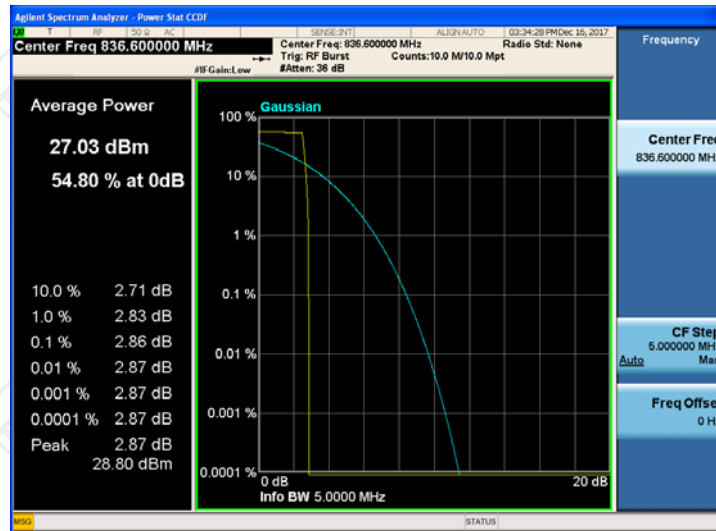 Agilent Spectrum Analyzer - Power Stat CCDF
T RF 50 Ω AC SENSE:INT ALIGN AUTO 03:34:28 PM Dec 16, 2017
Center Freq 836.600000 MHz
Center Freq: 836.600000 MHz Radio Std: None
Trig: RF Burst Counts:10.0 M/10.0 Mpt
#IFGain:Low #Atten: 36 dB
Frequency
Average Power
27.03 dBm
54.80 % at 0dB
10.0 % 2.71 dB
1.0 % 2.83 dB
0.1 % 2.86 dB
0.01 % 2.87 dB
0.001 % 2.87 dB
0.0001 % 2.87 dB
Peak 2.87 dB
28.80 dBm
Gaussian
100 %
10 %
1 %
0.1 %
0.01 %
0.001 %
0.0001 %
0 dB 20 dB
Info BW 5.0000 MHz
Center Fre
836.600000 MH
CF Step
5.000000 MH
Auto Ma
Freq Offse
0 H
MSG STATUS